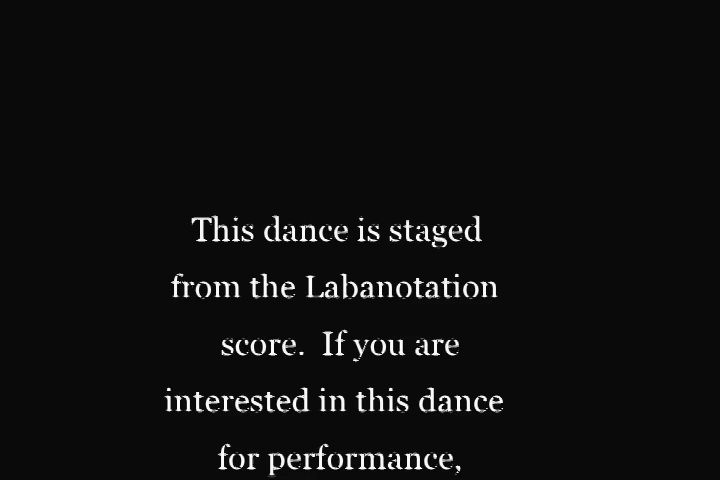 This dance is staged
from the Labanotation
score.  If you are
interested in this dance
for performance,